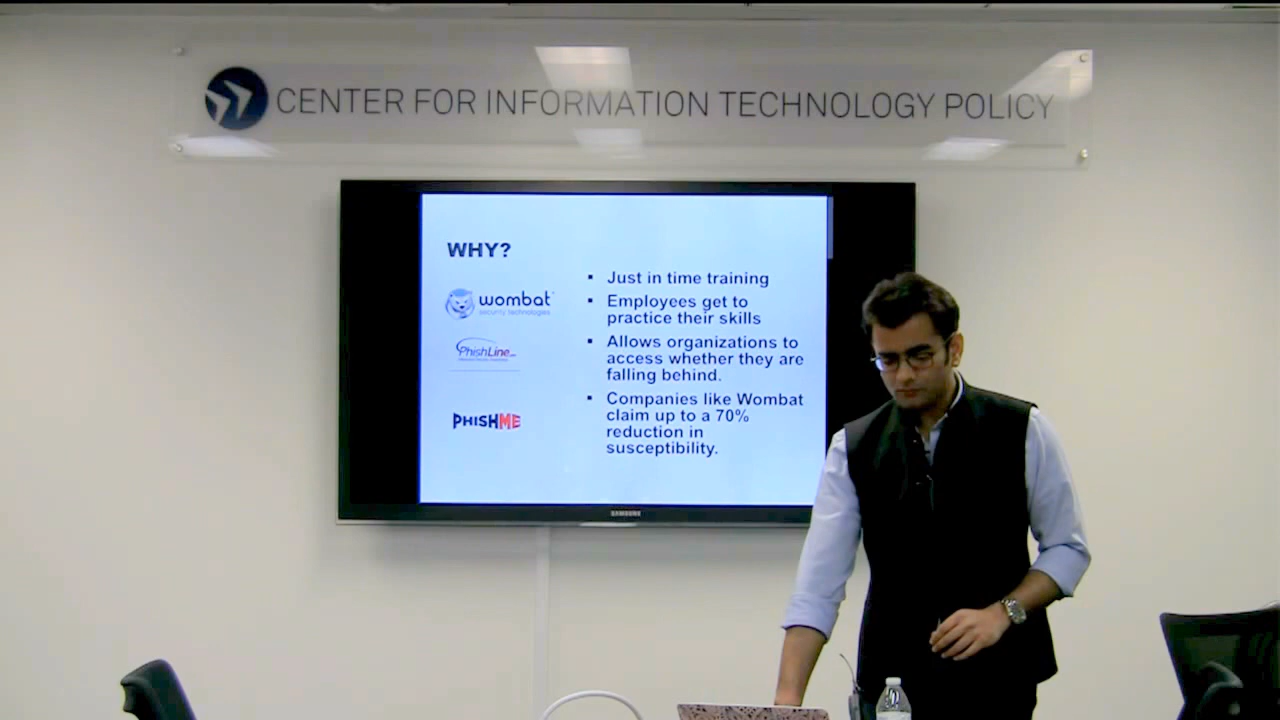 CENTER FOR INFORMATION TECHNOLOGY POLICY
WHY?
wombat
security technologies
PhishLine
PHISHME
▪ Just in time training
▪ Employees get to
practice their skills
▪ Allows organizations to
access whether they are
falling behind.
▪ Companies like Wombat
claim up to a 70%
reduction in
susceptibility.
SAMSUNG